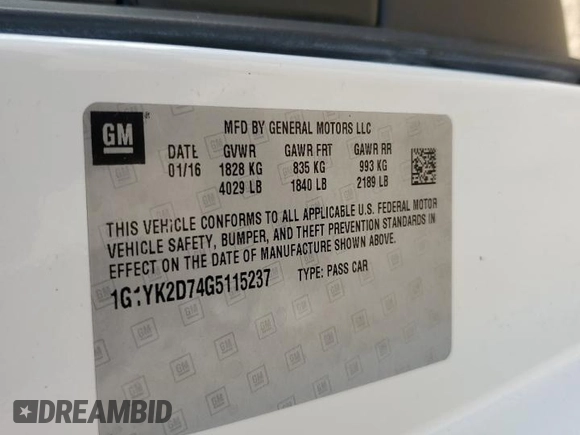 GM
MFD BY GENERAL MOTORS LLC
DATE GVWR GAWR FRT GAWR RR
01/16 1828 KG 835 KG 993 KG
4029 LB 1840 LB 2189 LB
THIS VEHICLE CONFORMS TO ALL APPLICABLE U.S. FEDERAL MOTOR
VEHICLE SAFETY, BUMPER, AND THEFT PREVENTION STANDARDS IN
EFFECT ON THE DATE OF MANUFACTURE SHOWN ABOVE.
1G1YK2D74G5115237 TYPE: PASS CAR
DREAMBID